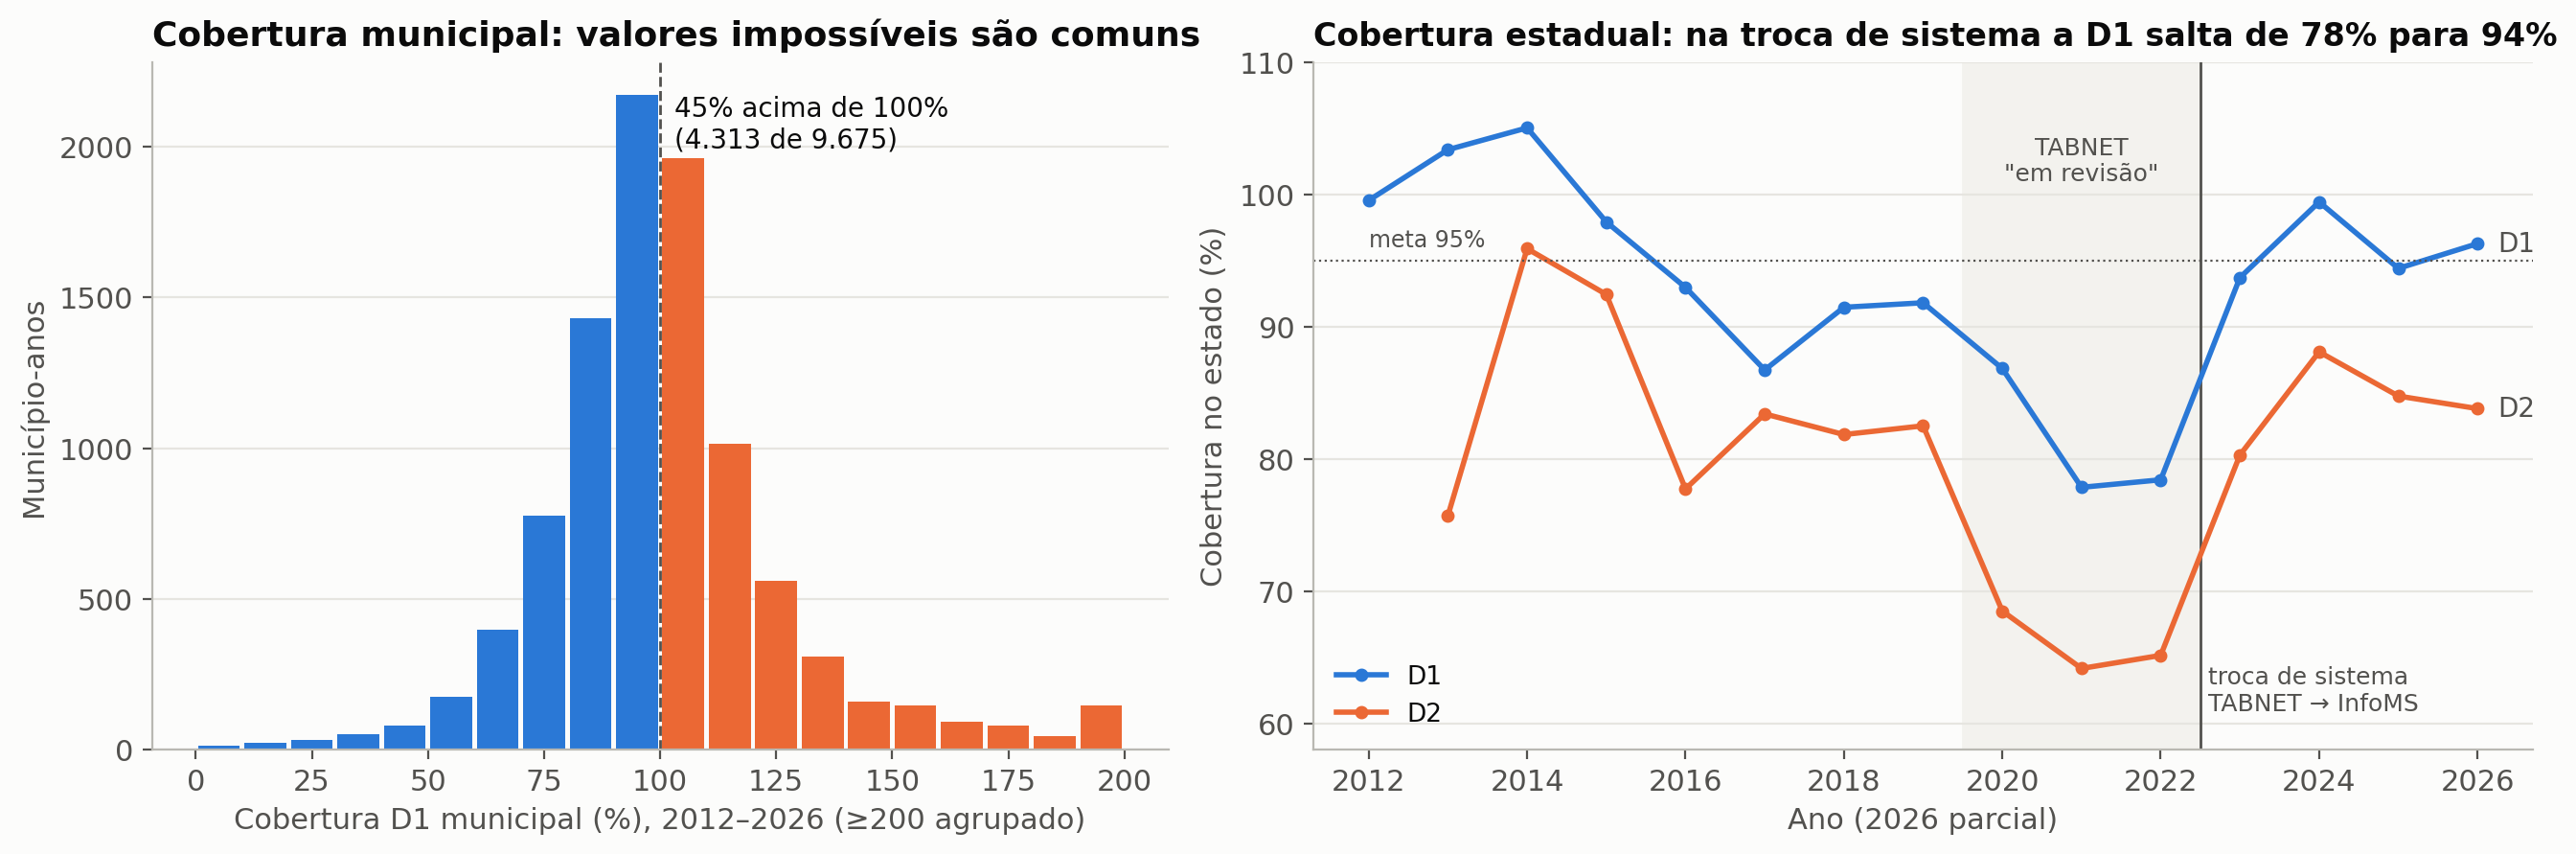 Cobertura municipal: valores impossíveis são comuns
45% acima de 100%
(4.313 de 9.675)
Município-anos
2000
1500
1000
500
0
0 25 50 75 100 125 150 175 200
Cobertura D1 municipal (%), 2012–2026 (≥200 agrupado)
Cobertura estadual: na troca de sistema a D1 salta de 78% para 94%
Cobertura no estado (%)
110
100
90
80
70
60
TABNET
"em revisão"
meta 95%
D1
D2
troca de sistema
TABNET → InfoMS
D1
D2
2012 2014 2016 2018 2020 2022 2024 2026
Ano (2026 parcial)